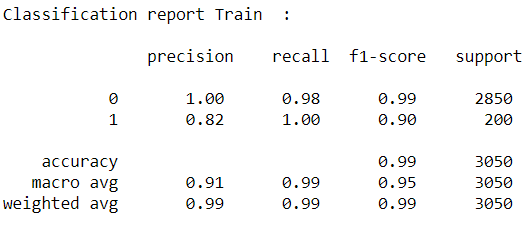 Classification report Train  :
precision    recall  f1-score   support
0       1.00      0.98      0.99      2850
1       0.82      1.00      0.90       200
accuracy                           0.99      3050
macro avg       0.91      0.99      0.95      3050
weighted avg       0.99      0.99      0.99      3050